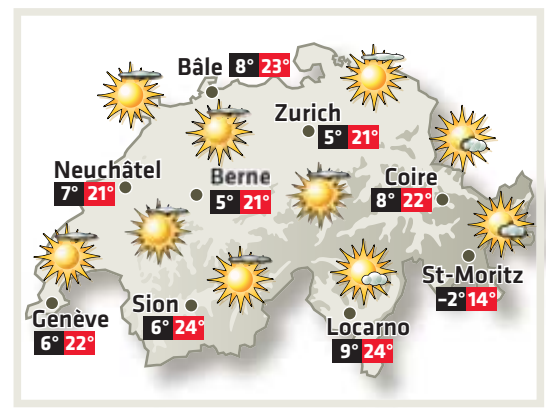 Bâle 8° 23°
Zurich
5° 21°
Neuchâtel
7° 21°
Berne
5° 21°
Coire
8° 22°
St-Moritz
-2° 14°
Sion
6° 24°
Genève
6° 22°
Locarno
9° 24°